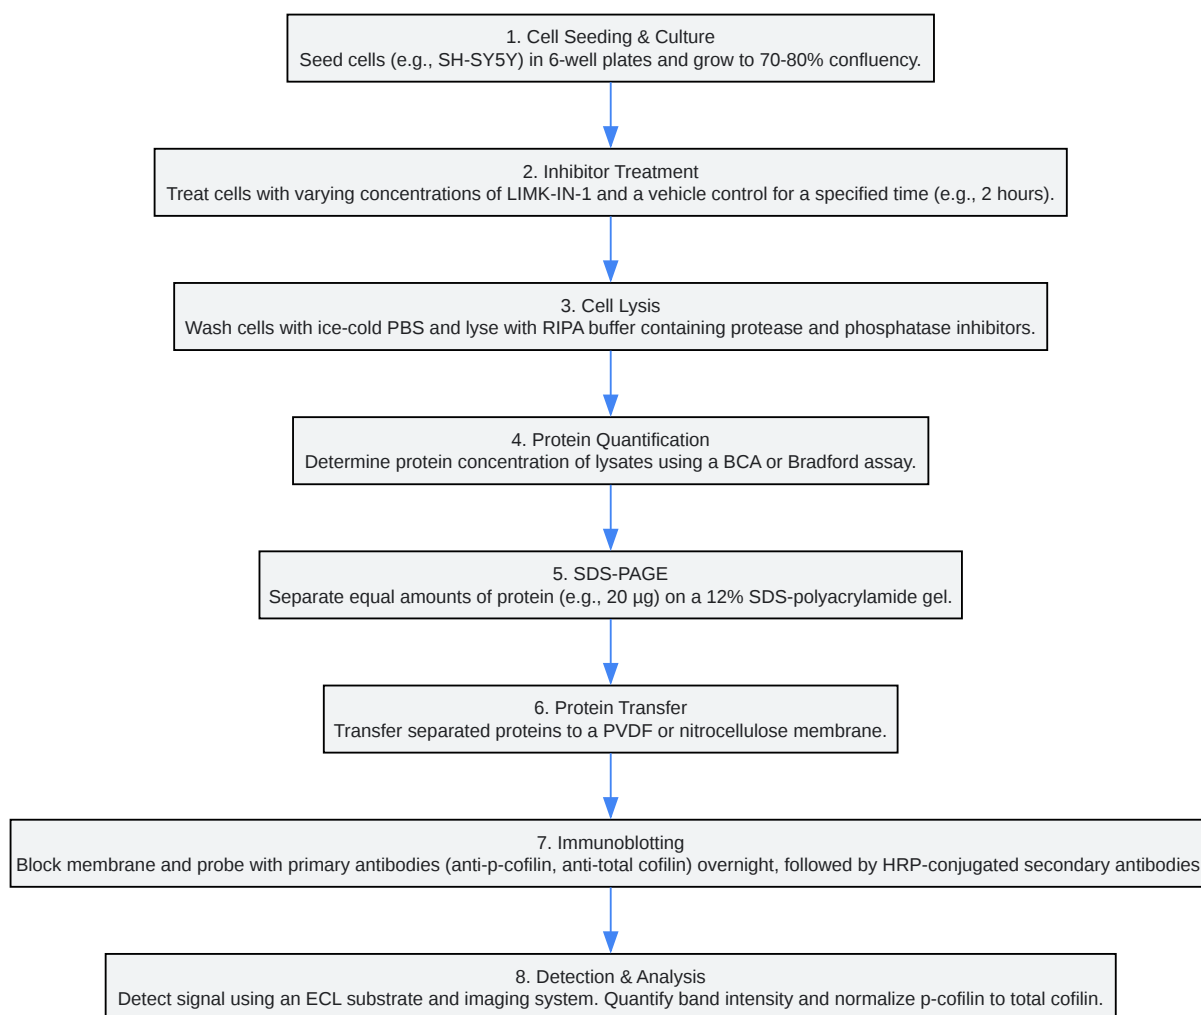 1. Cell Seeding & Culture
Seed cells (e.g., SH-SY5Y) in 6-well plates and grow to 70-80% confluency.
2. Inhibitor Treatment
Treat cells with varying concentrations of LIMK-IN-1 and a vehicle control for a specified time (e.g., 2 hours).
3. Cell Lysis
Wash cells with ice-cold PBS and lyse with RIPA buffer containing protease and phosphatase inhibitors.
4. Protein Quantification
Determine protein concentration of lysates using a BCA or Bradford assay.
5. SDS-PAGE
Separate equal amounts of protein (e.g., 20 µg) on a 12% SDS-polyacrylamide gel.
6. Protein Transfer
Transfer separated proteins to a PVDF or nitrocellulose membrane.
7. Immunoblotting
Block membrane and probe with primary antibodies (anti-p-cofilin, anti-total cofilin) overnight, followed by HRP-conjugated secondary antibodies
8. Detection & Analysis
Detect signal using an ECL substrate and imaging system. Quantify band intensity and normalize p-cofilin to total cofilin.